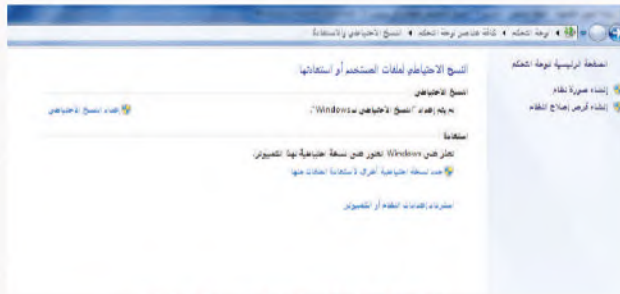 لوحة التحكم ◂ كافة عناصر لوحة التحكم ◂ النسخ الاحتياطي والاستعادة
الصفحة الرئيسية للوحة التحكم
إنشاء صورة نظام
إنشاء قرص إصلاح النظام
النسخ الاحتياطي لملفات المستخدم أو استعادتها
النسخ الاحتياطي
لم يتم إعداد "النسخ الاحتياطي لـ Windows".
إعداد النسخ الاحتياطي
استعادة
تعذر على Windows العثور على نسخة احتياطية لهذا الكمبيوتر.
حدد نسخة احتياطية أخرى لاستعادة الملفات منها
استرداد إعدادات النظام أو الكمبيوتر